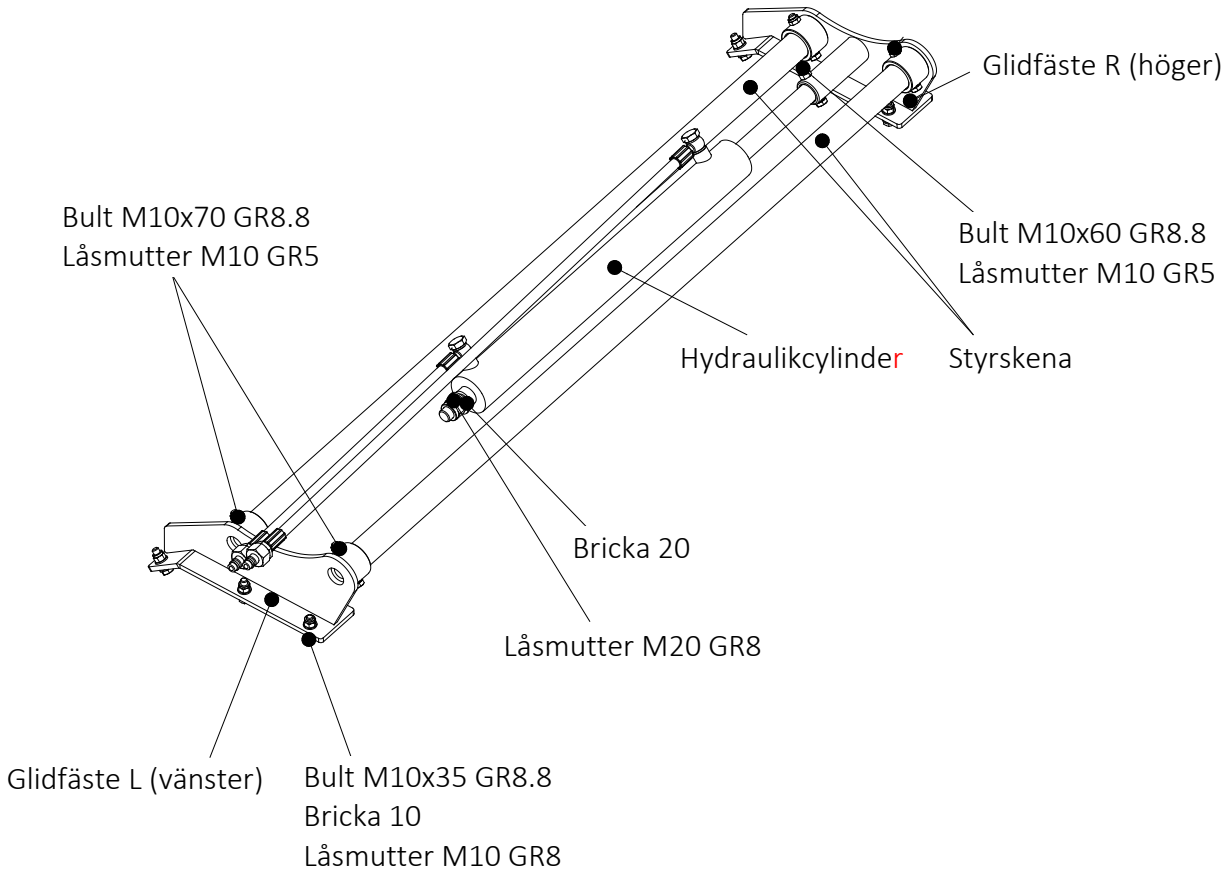 Glidfäste R (höger)
Bult M10x70 GR8.8
Låsmutter M10 GR5
Bult M10x60 GR8.8
Låsmutter M10 GR5
Hydraulikcylinder
Styrskena
Bricka 20
Låsmutter M20 GR8
Glidfäste L (vänster)
Bult M10x35 GR8.8
Bricka 10
Låsmutter M10 GR8